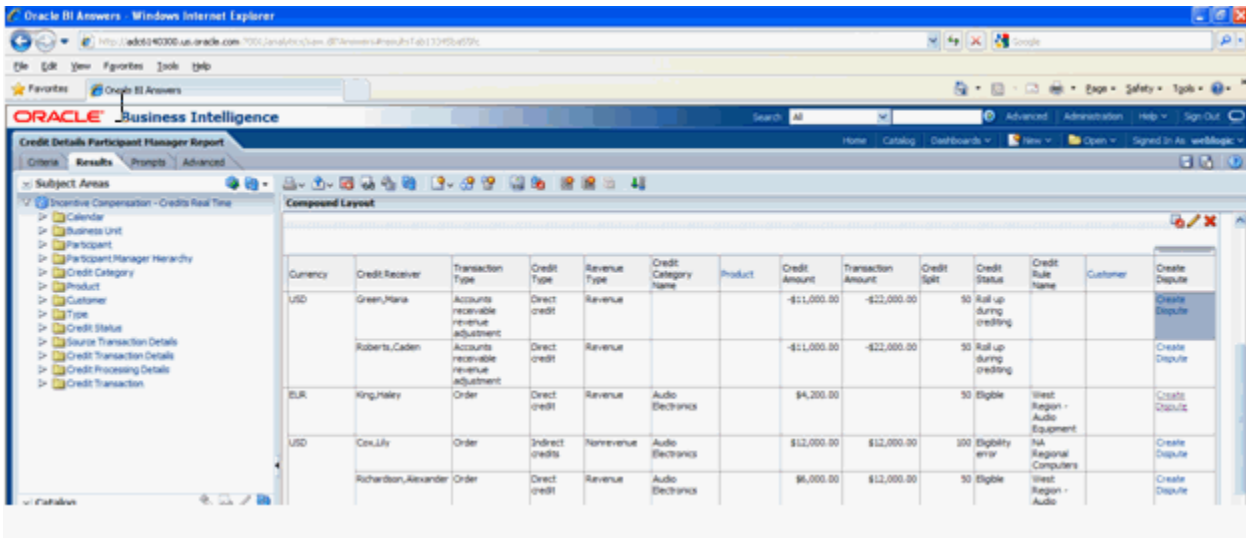 Oracle BI Answers - Windows Internet Explorer
Google
File Edit View Favorites Tools Help
Favorites Oracle BI Answers
Page Safety Tools
ORACLE Business Intelligence Search All Advanced Administration Help Sign Out
Credit Details Participant Manager Report Home Catalog Dashboards New Open Signed In As weblogic
Criteria Results Prompts Advanced
Subject Areas
Incentive Compensation - Credits Real Time
Calendar
Business Unit
Participant
Participant Manager Hierarchy
Credit Category
Product
Customer
Type
Credit Status
Source Transaction Details
Credit Transaction Details
Credit Processing Details
Credit Transaction
Catalog
Compound Layout
Currency Credit Receiver Transaction Type Credit Type Revenue Type Credit Category Name Product Credit Amount Transaction Amount Credit Split Credit Status Credit Rule Name Customer Create Dispute
USD Green,Maria Accounts receivable revenue adjustment Direct credit Revenue -$11,000.00 -$22,000.00 50 Roll up during crediting Create Dispute
Roberts,Caden Accounts receivable revenue adjustment Direct credit Revenue -$11,000.00 -$22,000.00 50 Roll up during crediting Create Dispute
EUR King,Haley Order Direct credit Revenue Audio Electronics $4,200.00 50 Eligible West Region - Audio Equipment Create Dispute
USD Cox,Lily Order Indirect credits Nonrevenue Audio Electronics $12,000.00 $12,000.00 100 Eligibility error NA Regional Computers Create Dispute
Richardson,Alexander Order Direct credit Revenue Audio Electronics $6,000.00 $12,000.00 50 Eligible West Region - Audio Create Dispute